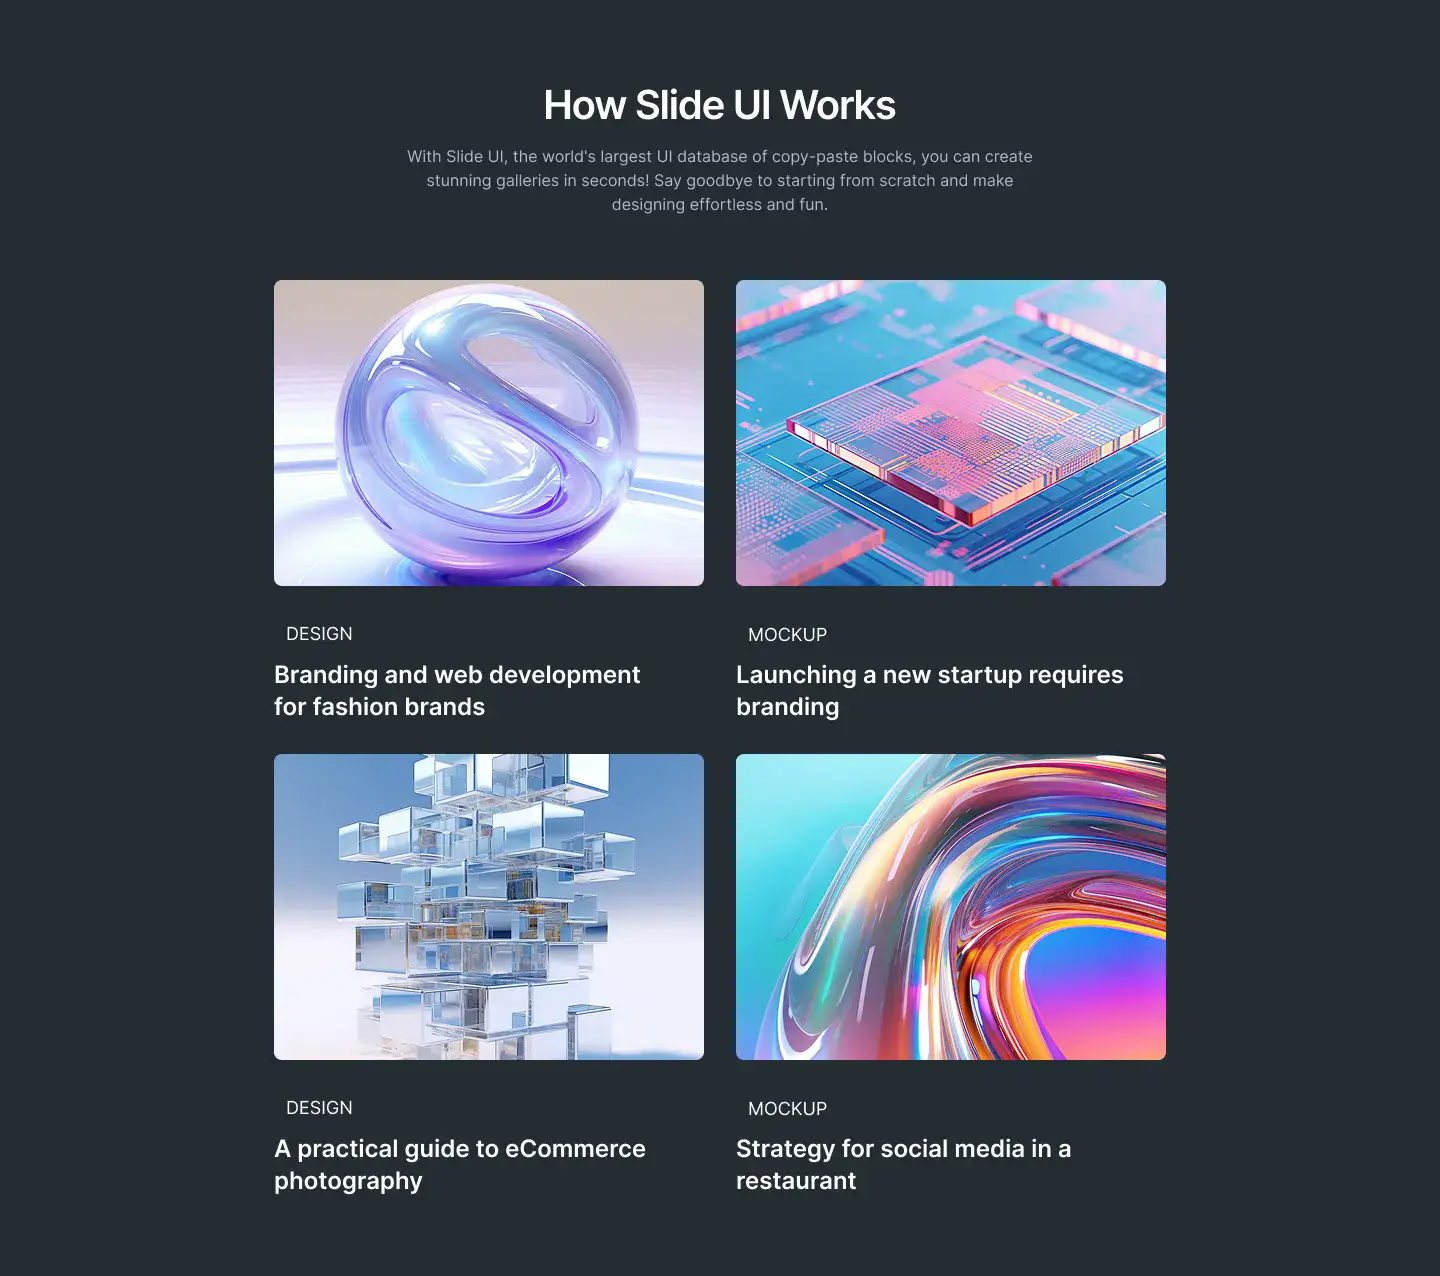 How Slide UI Works
With Slide UI, the world's largest UI database of copy-paste blocks, you can create
stunning galleries in seconds! Say goodbye to starting from scratch and make
designing effortless and fun.
DESIGN
Branding and web development
for fashion brands
MOCKUP
Launching a new startup requires
branding
DESIGN
A practical guide to eCommerce
photography
MOCKUP
Strategy for social media in a
restaurant